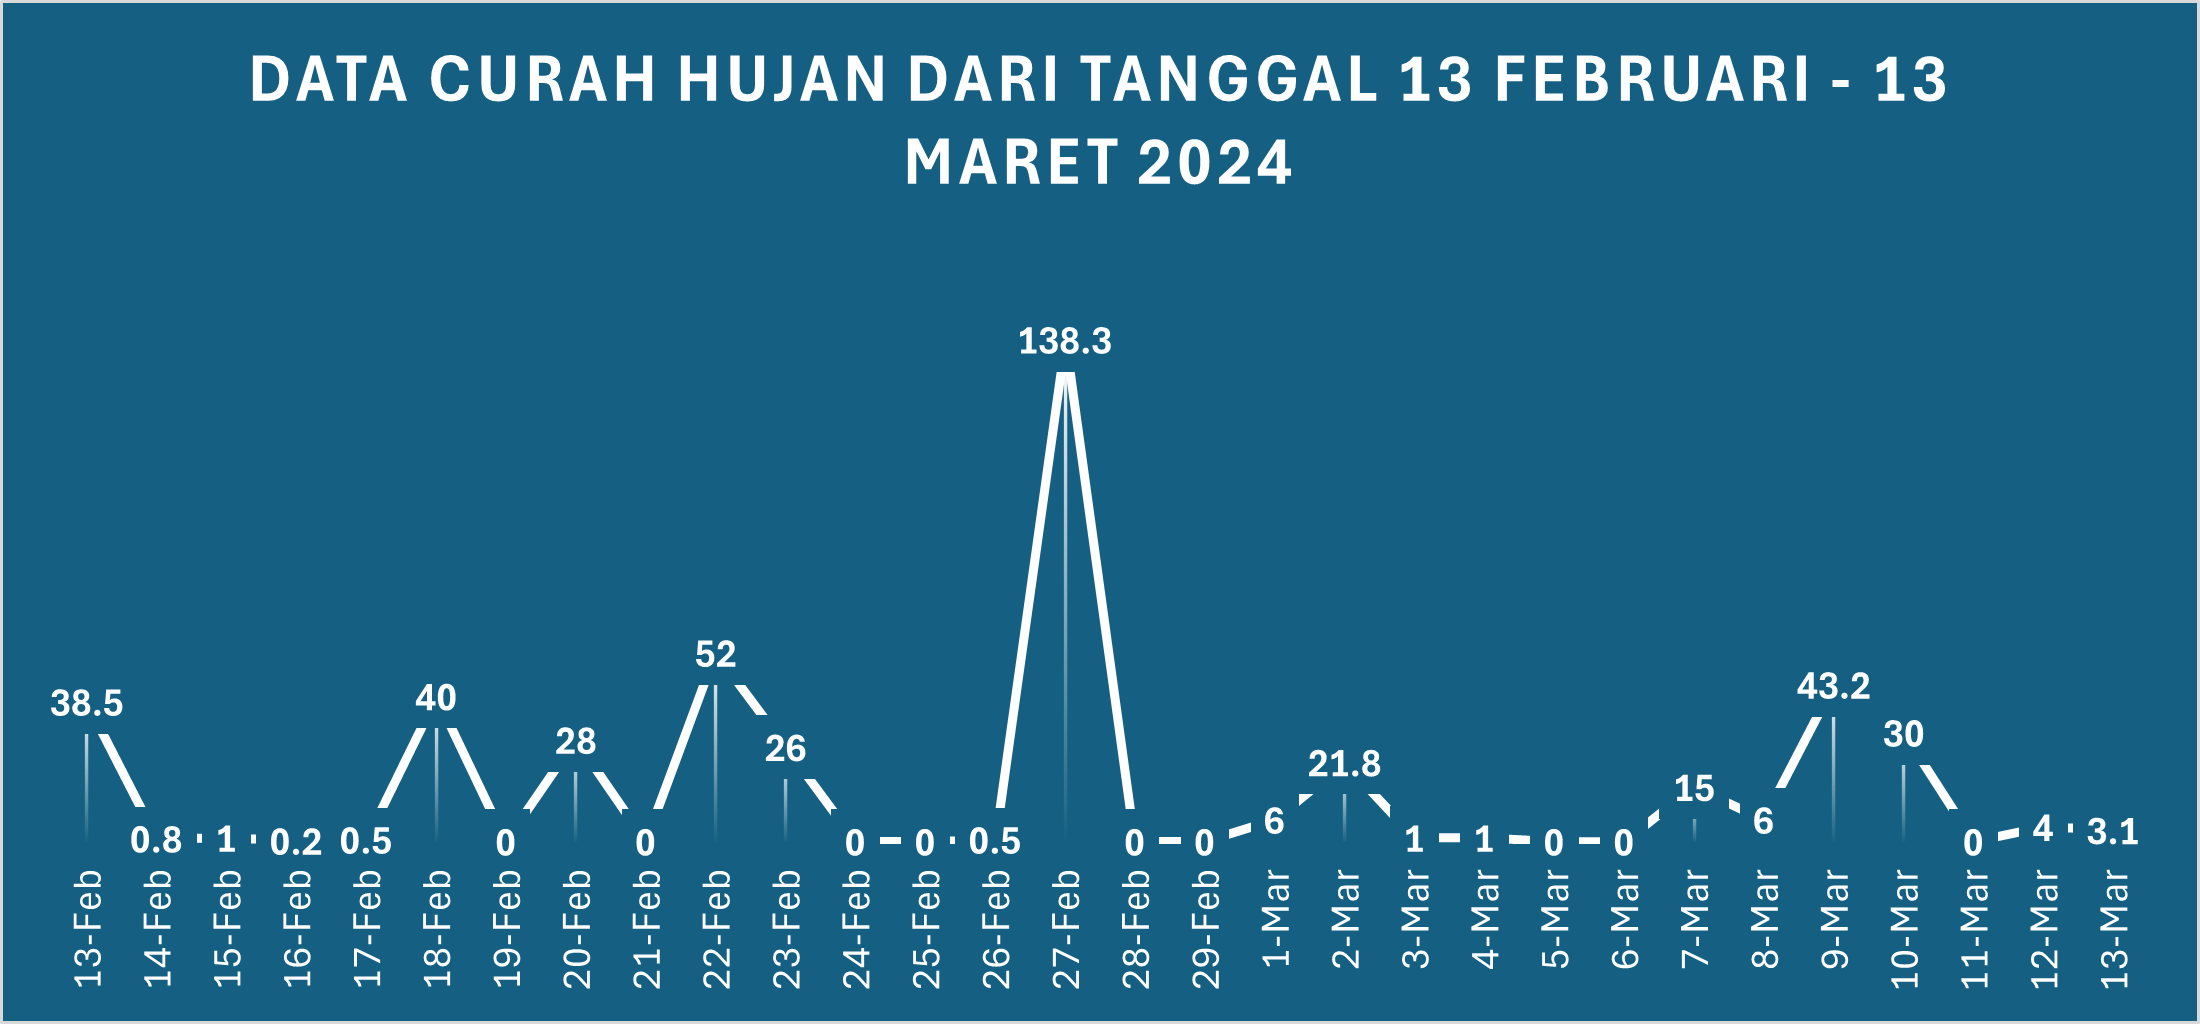 DATA CURAH HUJAN DARI TANGGAL 13 FEBRUARI - 13
MARET 2024
138.3
52
43.2
40
38.5
30
28
26
21.8
15
6
6
0.8
1
0.2
0.5
0
0
0
0
0.5
0
0
1
1
0
0
0
4
3.1
13-Feb
14-Feb
15-Feb
16-Feb
17-Feb
18-Feb
19-Feb
20-Feb
21-Feb
22-Feb
23-Feb
24-Feb
25-Feb
26-Feb
27-Feb
28-Feb
29-Feb
1-Mar
2-Mar
3-Mar
4-Mar
5-Mar
6-Mar
7-Mar
8-Mar
9-Mar
10-Mar
11-Mar
12-Mar
13-Mar